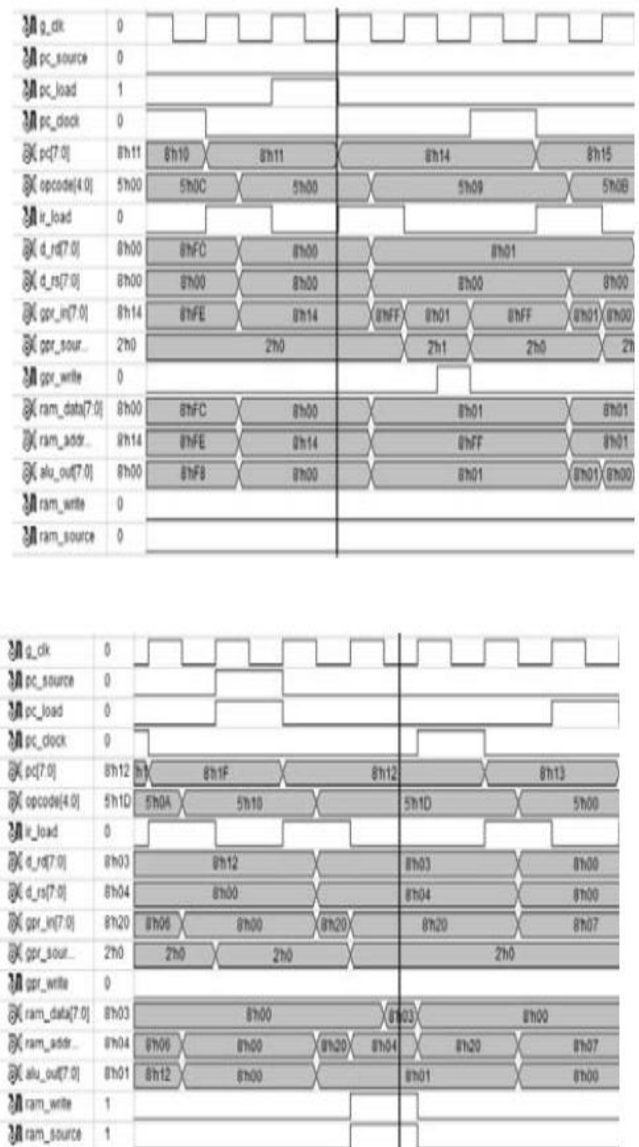 g_clk 0
pc_source 0
pc_load 1
pc_clock 0
pc[7:0] 8'h11 8'h10 8'h11 8'h14 8'h15
opcode[4:0] 5'h00 5'h0C 5'h00 5'h09 5'h0B
ir_load 0
d_rd[7:0] 8'h00 8'hFC 8'h00 8'h01
d_rs[7:0] 8'h00 8'h00 8'h00 8'h00 8'h00
gpr_in[7:0] 8'h14 8'hFE 8'h14 8'hFF 8'h01 8'hFF 8'h01 8'h00
gpr_sour... 2'h0 2'h0 2'h1 2'h0 2'h
gpr_write 0
ram_data[7:0] 8'h00 8'hFC 8'h00 8'h01 8'h01
ram_addr... 8'h14 8'hFE 8'h14 8'hFF 8'h01
alu_out[7:0] 8'h00 8'hF8 8'h00 8'h01 8'h01 8'h00
ram_write 0
ram_source 0
g_clk 0
pc_source 0
pc_load 0
pc_clock 0
pc[7:0] 8'h12 8'h1F 8'h12 8'h13
opcode[4:0] 5'h1D 5'h0A 5'h10 5'h1D 5'h00
ir_load 0
d_rd[7:0] 8'h03 8'h12 8'h03 8'h00
d_rs[7:0] 8'h04 8'h00 8'h04 8'h00
gpr_in[7:0] 8'h20 8'h06 8'h00 8'h20 8'h20 8'h07
gpr_sour... 2'h0 2'h0 2'h0 2'h0
gpr_write 0
ram_data[7:0] 8'h03 8'h00 8'h03 8'h00
ram_addr... 8'h04 8'h06 8'h00 8'h20 8'h04 8'h20 8'h07
alu_out[7:0] 8'h01 8'h12 8'h00 8'h01 8'h00
ram_write 1
ram_source 1